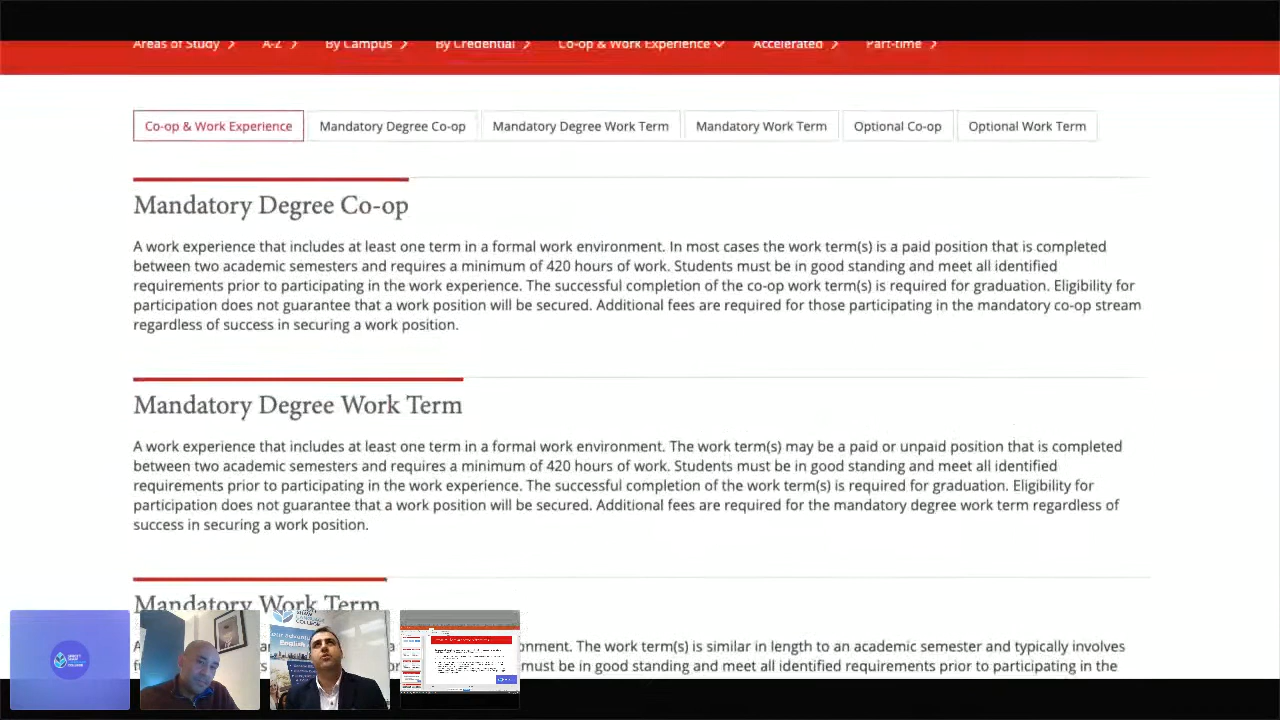 Areas of Study
A-Z
By Campus
By Credential
Co-op & Work Experience
Accelerated
Part-time
Co-op & Work Experience
Mandatory Degree Co-op
Mandatory Degree Work Term
Mandatory Work Term
Optional Co-op
Optional Work Term
Mandatory Degree Co-op
A work experience that includes at least one term in a formal work environment. In most cases the work term(s) is a paid position that is completed
between two academic semesters and requires a minimum of 420 hours of work. Students must be in good standing and meet all identified
requirements prior to participating in the work experience. The successful completion of the co-op work term(s) is required for graduation. Eligibility for
participation does not guarantee that a work position will be secured. Additional fees are required for those participating in the mandatory co-op stream
regardless of success in securing a work position.
Mandatory Degree Work Term
A work experience that includes at least one term in a formal work environment. The work term(s) may be a paid or unpaid position that is completed
between two academic semesters and requires a minimum of 420 hours of work. Students must be in good standing and meet all identified
requirements prior to participating in the work experience. The successful completion of the work term(s) is required for graduation. Eligibility for
participation does not guarantee that a work position will be secured. Additional fees are required for the mandatory degree work term regardless of
success in securing a work position.
Mandatory Work Term
The work term(s) is similar in length to an academic semester and typically involves
must be in good standing and meet all identified requirements prior to participating in the
COLLEGE